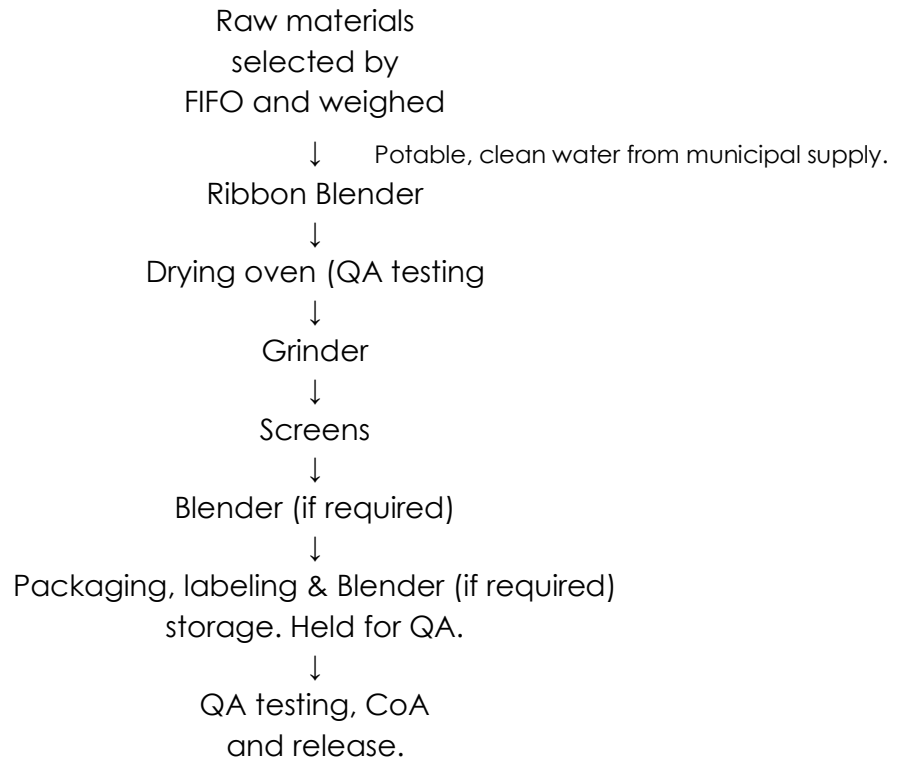 Raw materials
selected by
FIFO and weighed
↓ Potable, clean water from municipal supply.
Ribbon Blender
↓
Drying oven (QA testing
↓
Grinder
↓
Screens
↓
Blender (if required)
↓
Packaging, labeling & Blender (if required)
storage. Held for QA.
↓
QA testing, CoA
and release.